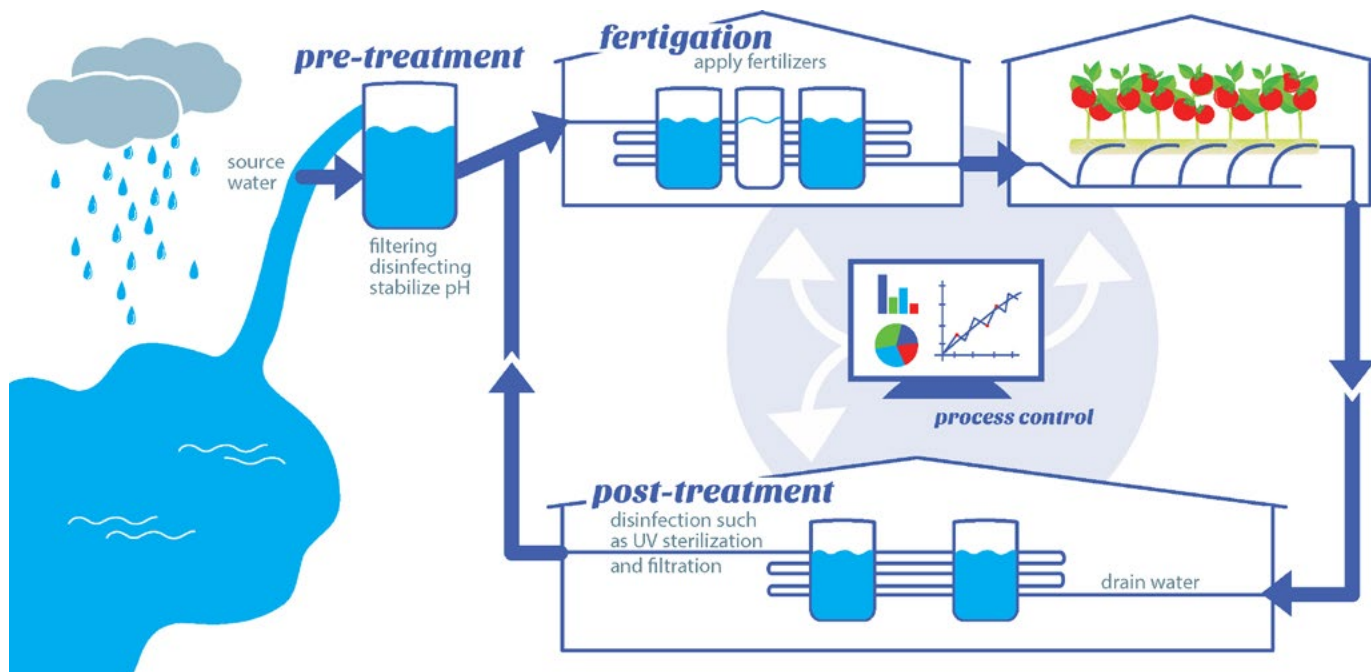 pre-treatment
source
water
filtering
disinfecting
stabilize pH
fertigation
apply fertilizers
process control
post-treatment
disinfection such
as UV sterilization
and filtration
drain water